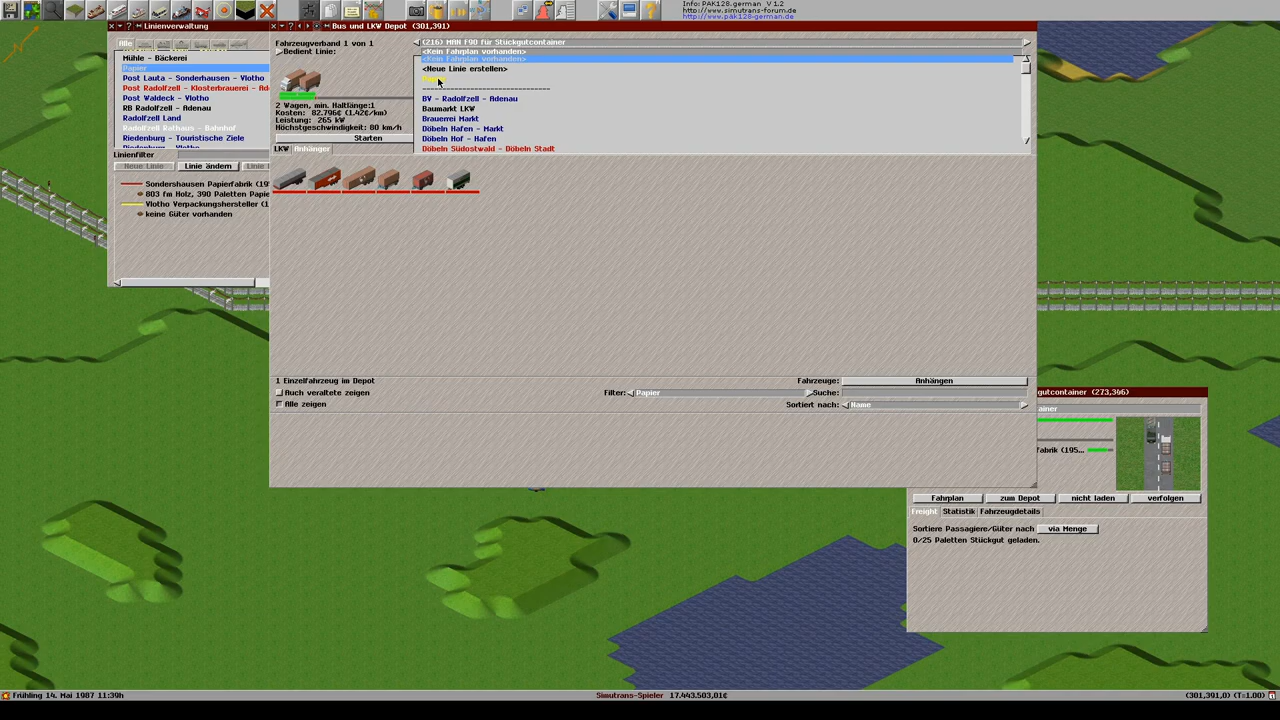 Info: PAK128.german V 1.2
http://www.simutrans-forum.de
http://www.pak128-german.de
Linienverwaltung
Alle
Mühle - Bäckerei
Papier
Post Lauta - Sonderhausen - Vlotho
Post Radolfzell - Klosterbrauerei - Ad
Post Waldeck - Vlotho
RB Radolfzell - Adenau
Radolfzell Land
Radolfzell Rathaus - Bahnhof
Riedenburg - Touristische Ziele
Linienfilter
Neue Linie
Linie ändern
Linie
Sondershausen Papierfabrik (19
803 fm Holz, 390 Paletten Papie
Vlotho Verpackungshersteller (1
keine Güter vorhanden
Bus und LKW Depot (301,391)
Fahrzeugverband 1 von 1
Bedient Linie:
(216) MAN F90 für Stückgutcontainer
<Kein Fahrplan vorhanden>
<Kein Fahrplan vorhanden>
<Neue Linie erstellen>
--------------------------------
BV - Radolfzell - Adenau
Baumarkt LKW
Brauerei Markt
Döbeln Hafen - Markt
Döbeln Hof - Hafen
Döbeln Südostwald - Döbeln Stadt
2 Wagen, min. Haltlänge:1
Kosten: 82.796¢ (1,42¢/km)
Leistung: 265 kW
Höchstgeschwindigkeit: 80 km/h
Starten
LKW
Anhänger
1 Einzelfahrzeug im Depot
Fahrzeuge:
Anhängen
Auch veraltete zeigen
Filter:
Papier
Suche:
Alle zeigen
Sortiert nach:
Name
gutcontainer (273,346)
ainer
fabrik (195...
Fahrplan
zum Depot
nicht laden
verfolgen
Freight
Statistik
Fahrzeugdetails
Sortiere Passagiere/Güter nach
via Menge
0/25 Paletten Stückgut geladen.
Frühling 14. Mai 1987 11:39h
Simutrans-Spieler
17.443.503,01¢
(301,391,0) (T=1.00)